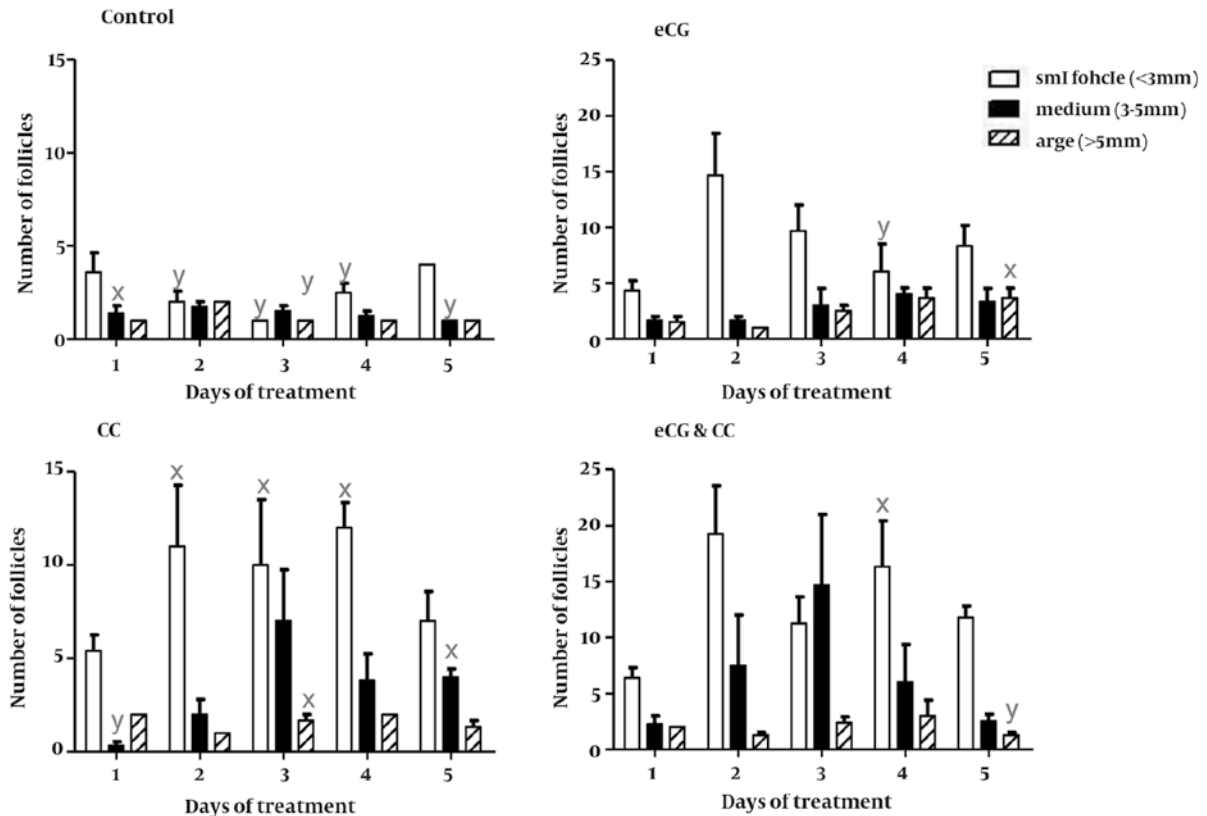 Control
15
10
5
0
Number of follicles
x
y
y
y
y
y
1 2 3 4 5
Days of treatment
eCG
25
20
15
10
5
0
Number of follicles
y
x
1 2 3 4 5
Days of treatment
smI fohcle (<3mm)
medium (3-5mm)
arge (>5mm)
CC
15
10
5
0
Number of follicles
y
x
x
x
x
x
1 2 3 4 5
Days of treatment
eCG & CC
25
20
15
10
5
0
Number of follicles
x
y
1 2 3 4 5
Days of treatment